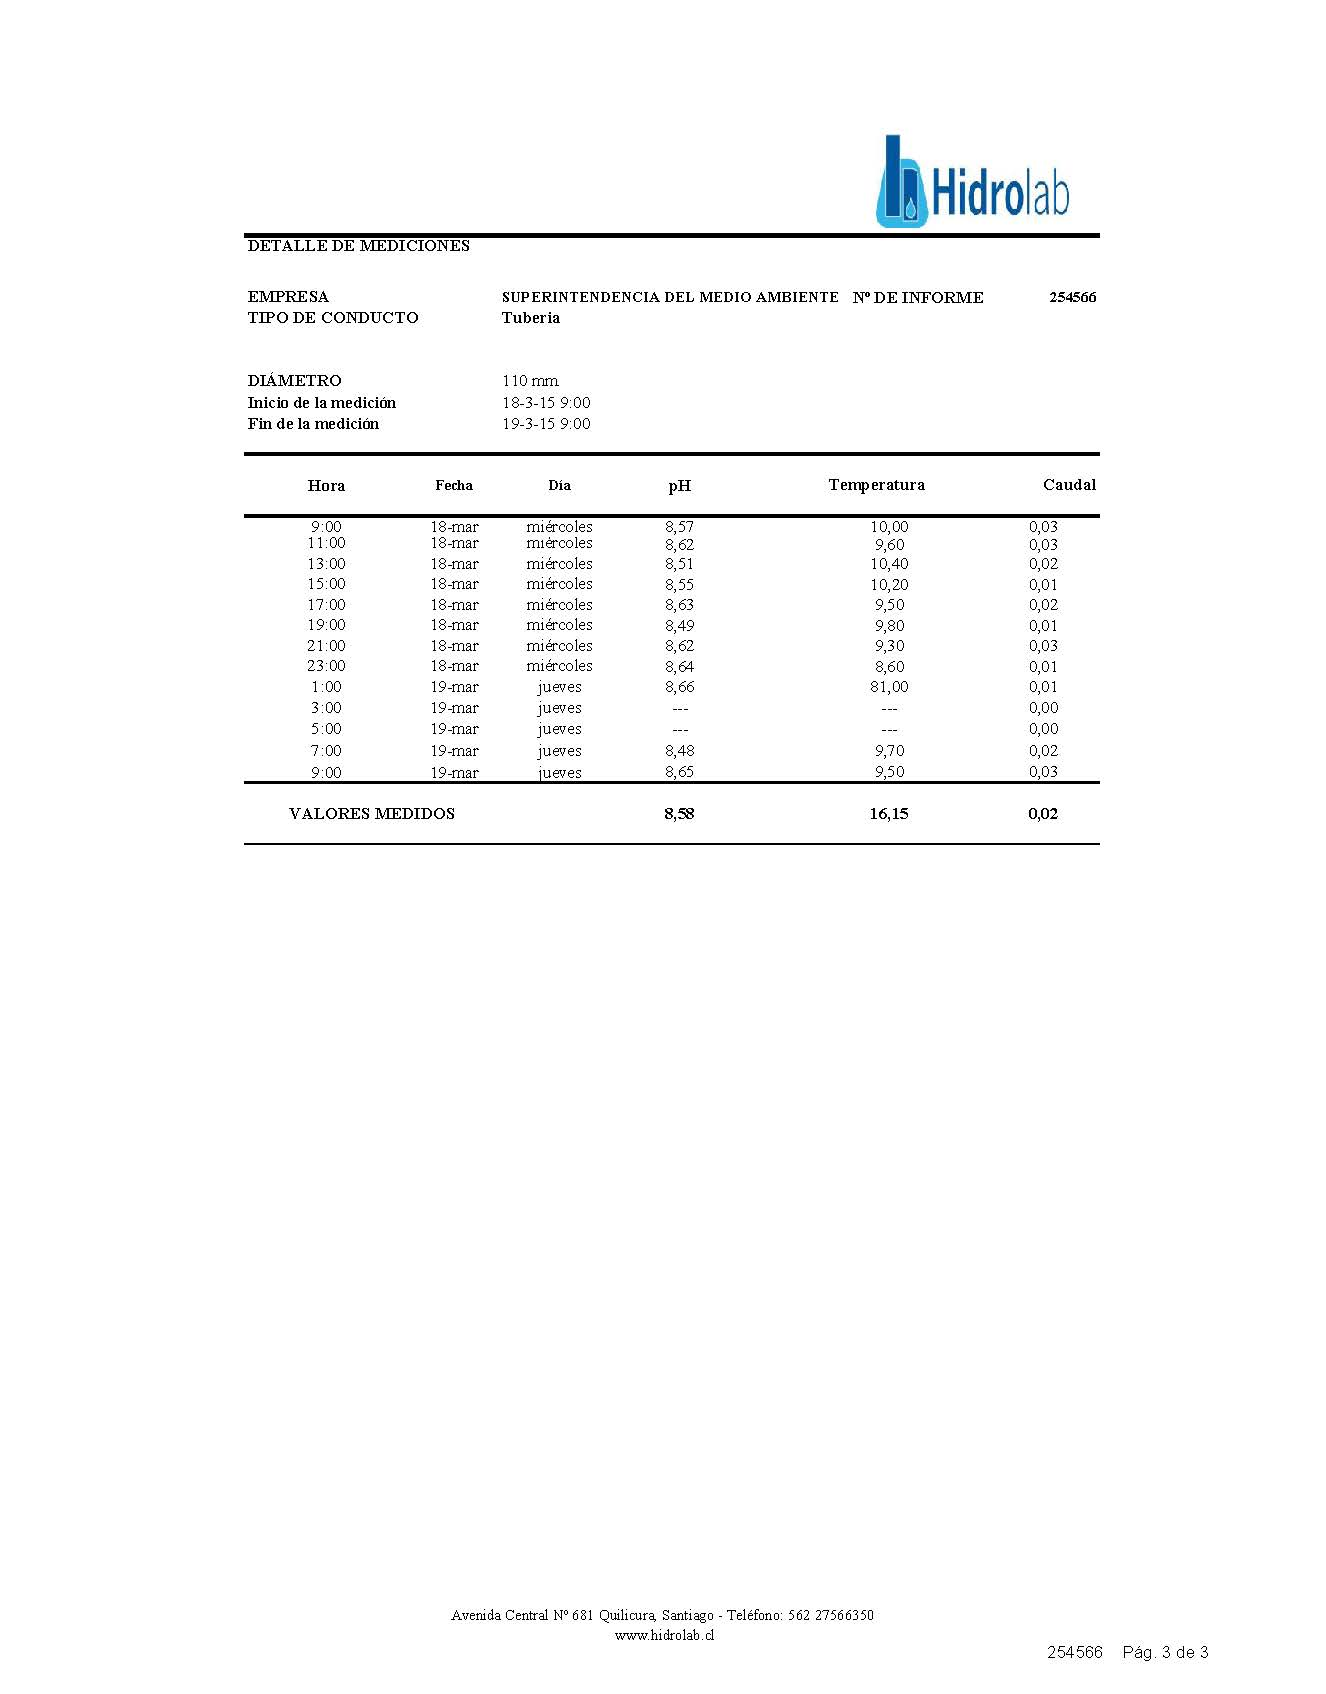 Hidrolab
DETALLE DE MEDICIONES
EMPRESA SUPERINTENDENCIA DEL MEDIO AMBIENTE Nº DE INFORME 254566
TIPO DE CONDUCTO Tuberia
DIÁMETRO 110 mm
Inicio de la medición 18-3-15 9:00
Fin de la medición 19-3-15 9:00
Hora Fecha Día pH Temperatura Caudal
9:00 18-mar miércoles 8,57 10,00 0,03
11:00 18-mar miércoles 8,62 9,60 0,03
13:00 18-mar miércoles 8,51 10,40 0,02
15:00 18-mar miércoles 8,55 10,20 0,01
17:00 18-mar miércoles 8,63 9,50 0,02
19:00 18-mar miércoles 8,49 9,80 0,01
21:00 18-mar miércoles 8,62 9,30 0,03
23:00 18-mar miércoles 8,64 8,60 0,01
1:00 19-mar jueves 8,66 81,00 0,01
3:00 19-mar jueves --- --- 0,00
5:00 19-mar jueves --- --- 0,00
7:00 19-mar jueves 8,48 9,70 0,02
9:00 19-mar jueves 8,65 9,50 0,03
VALORES MEDIDOS 8,58 16,15 0,02
Avenida Central Nº 681 Quilicura, Santiago - Teléfono: 562 27566350
www.hidrolab.cl
254566 Pág. 3 de 3